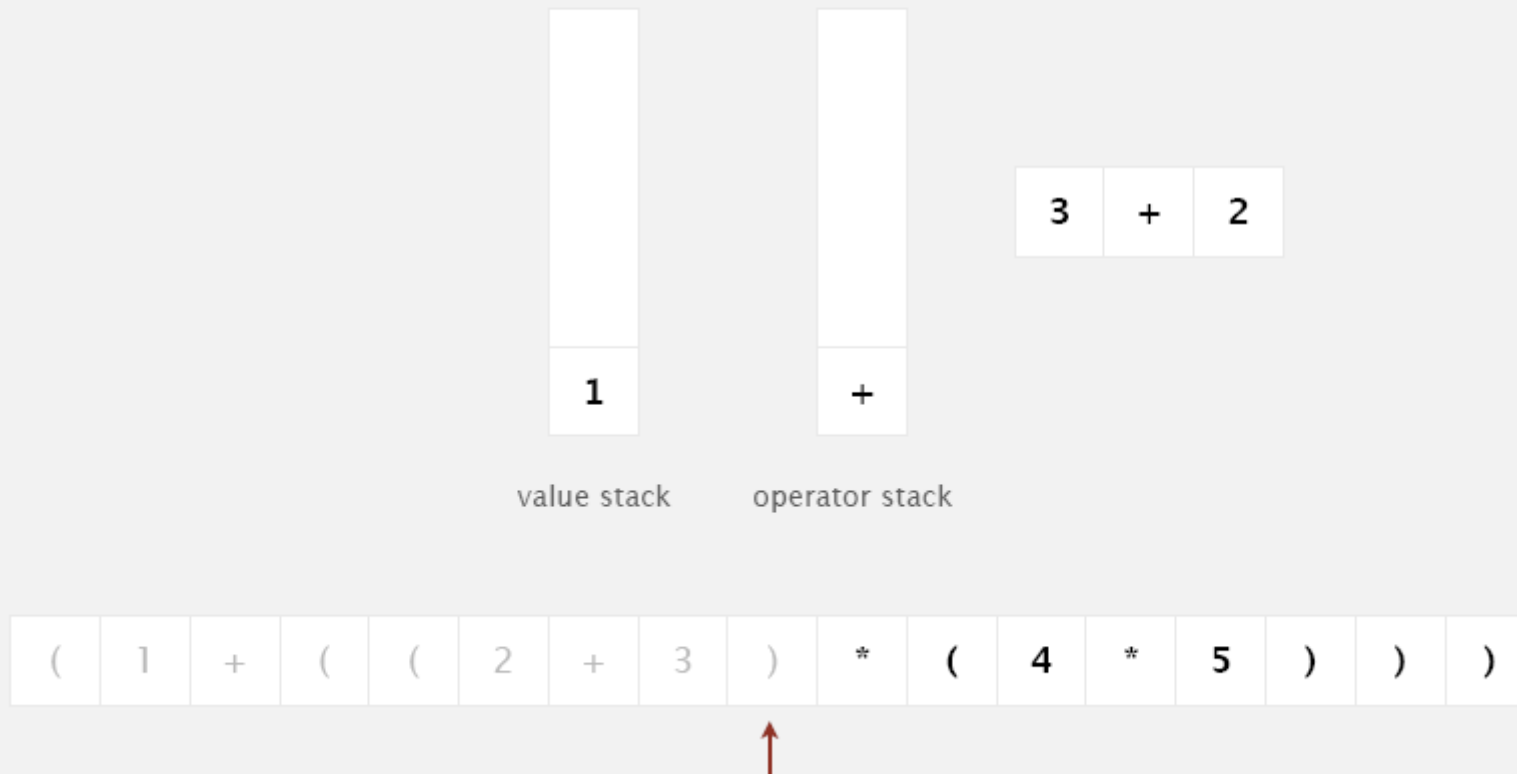 3 + 2
1 +
value stack operator stack
( 1 + ( ( 2 + 3 ) * ( 4 * 5 ) ) )